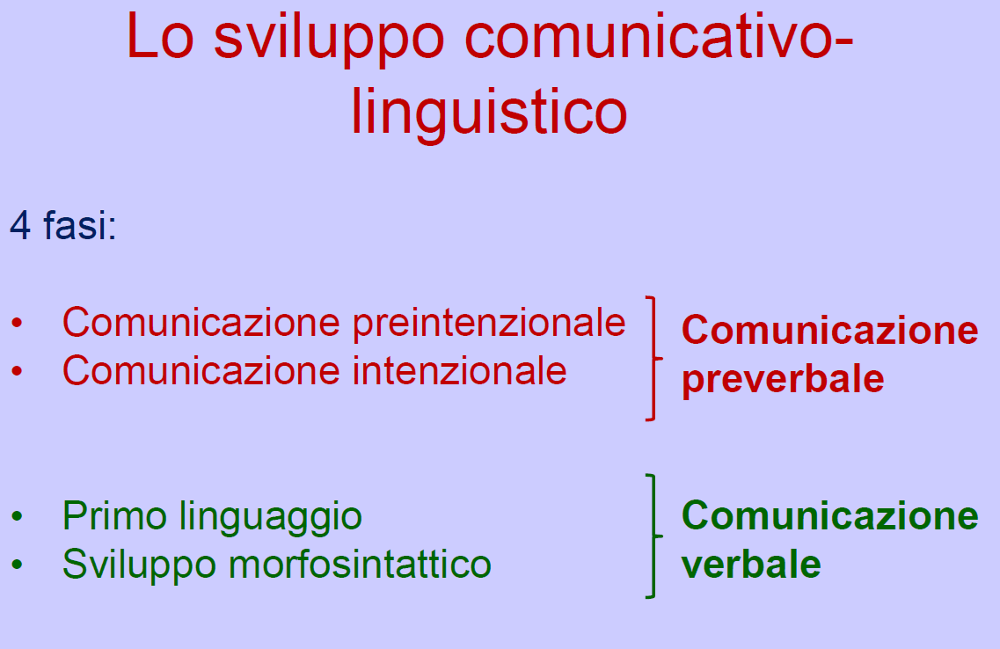 Lo sviluppo comunicativo-
linguistico
4 fasi:
• Comunicazione preintenzionale
• Comunicazione intenzionale
Comunicazione
preverbale
• Primo linguaggio
• Sviluppo morfosintattico
Comunicazione
verbale